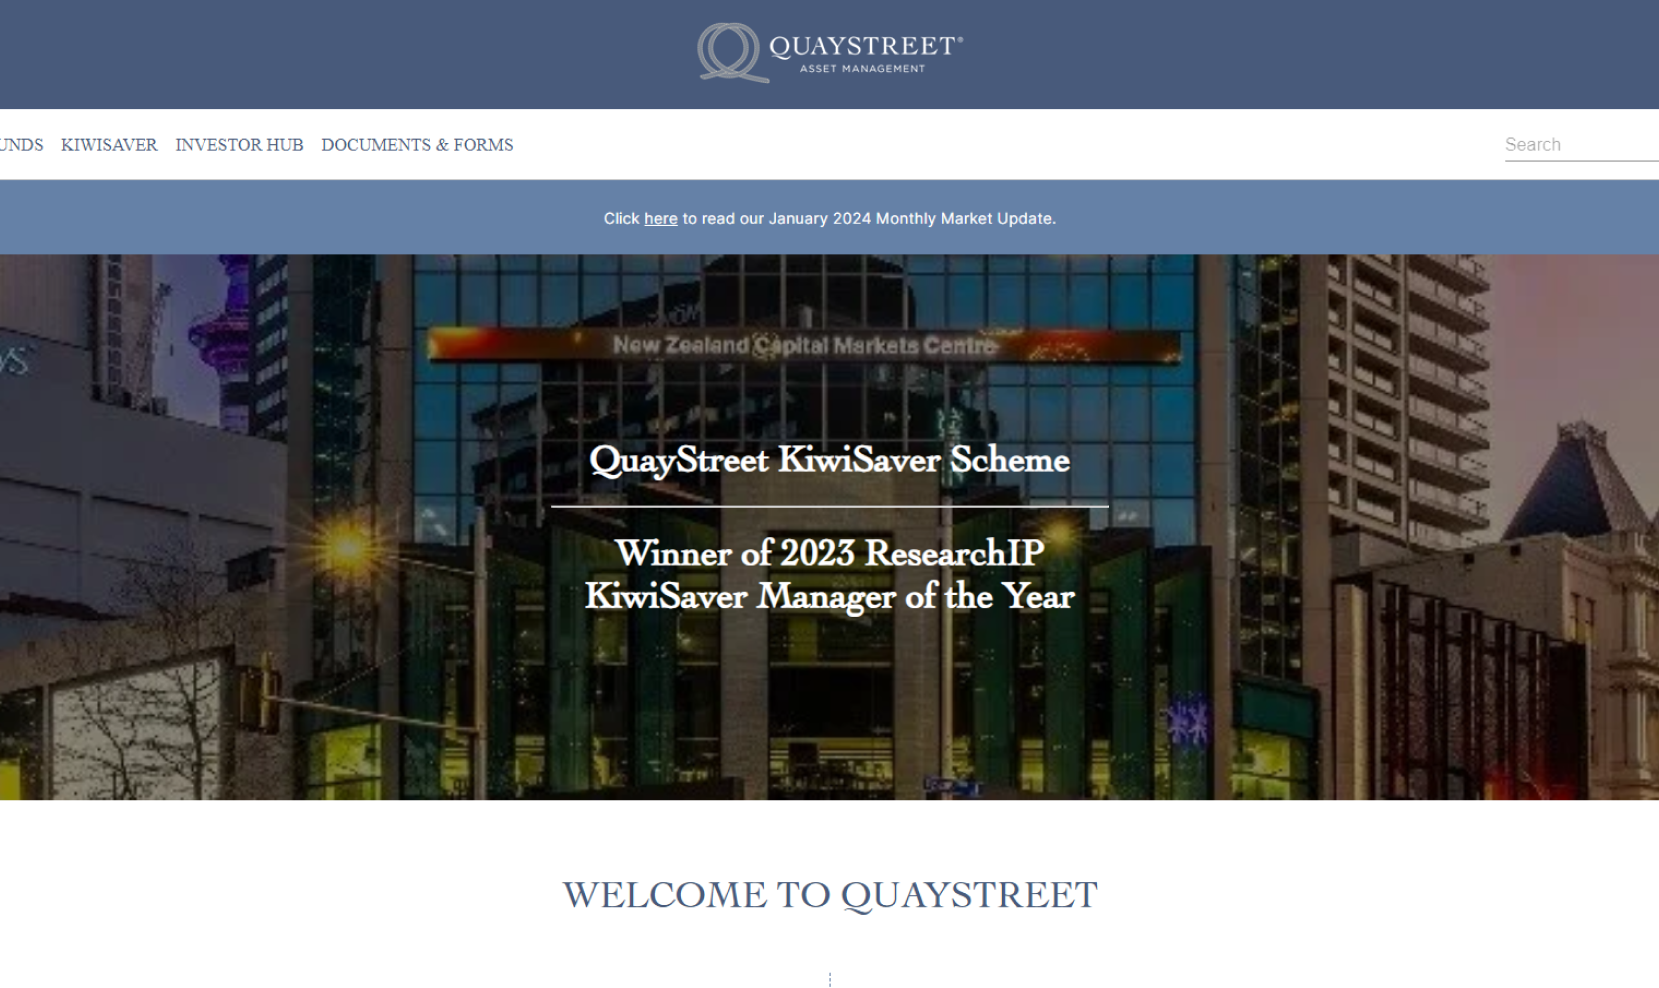 QUAYSTREET®
ASSET MANAGEMENT
UNDS KIWISAVER INVESTOR HUB DOCUMENTS & FORMS Search
Click here to read our January 2024 Monthly Market Update.
New Zealand Capital Markets Centre
QuayStreet KiwiSaver Scheme
Winner of 2023 ResearchIP
KiwiSaver Manager of the Year
WELCOME TO QUAYSTREET